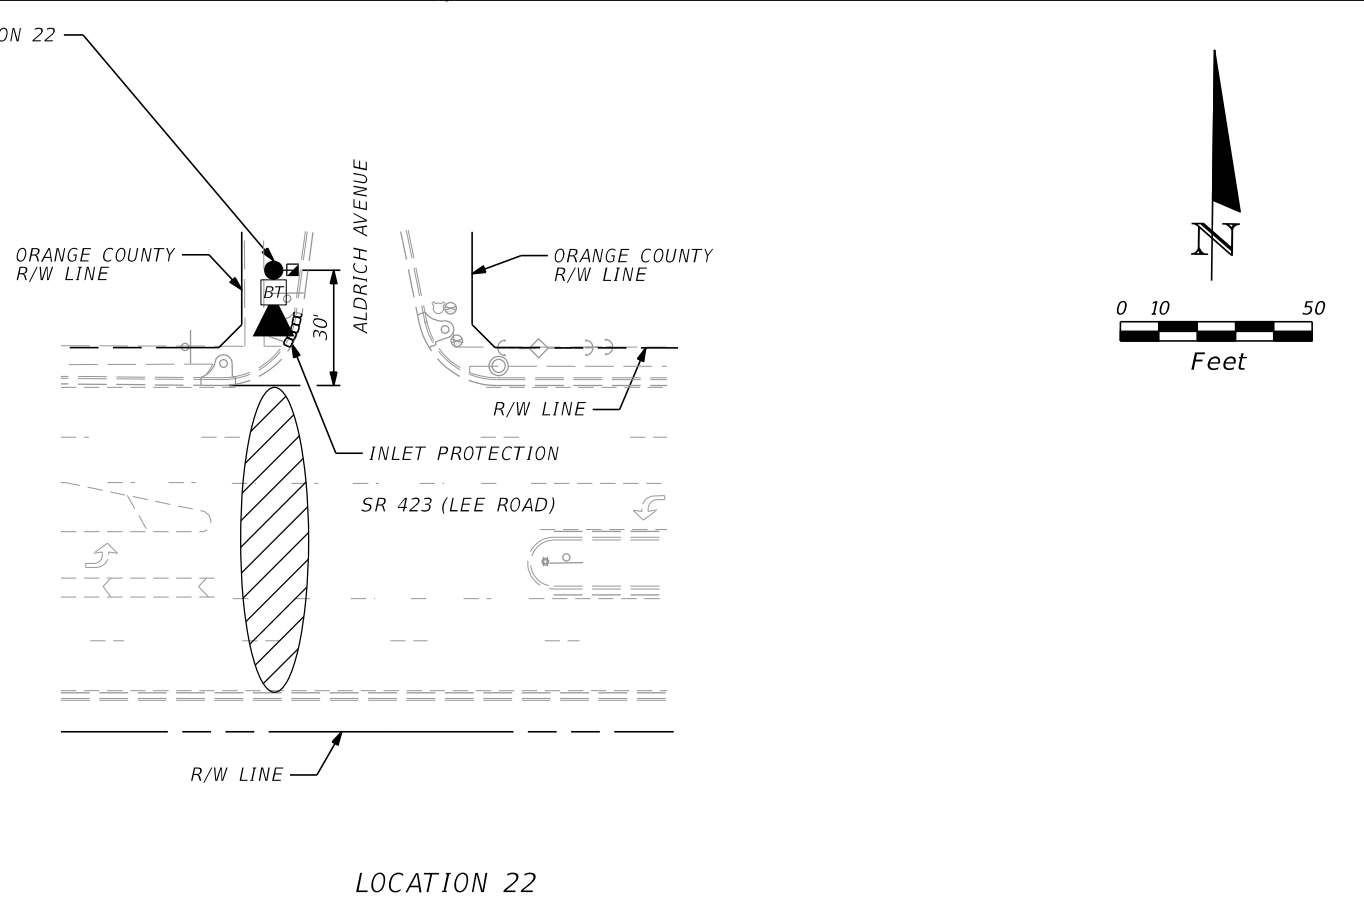 ON 22
ALDRICH AVENUE
ORANGE COUNTY
R/W LINE
BT
30'
ORANGE COUNTY
R/W LINE
N
0 10 50
Feet
R/W LINE
INLET PROTECTION
SR 423 (LEE ROAD)
R/W LINE
LOCATION 22